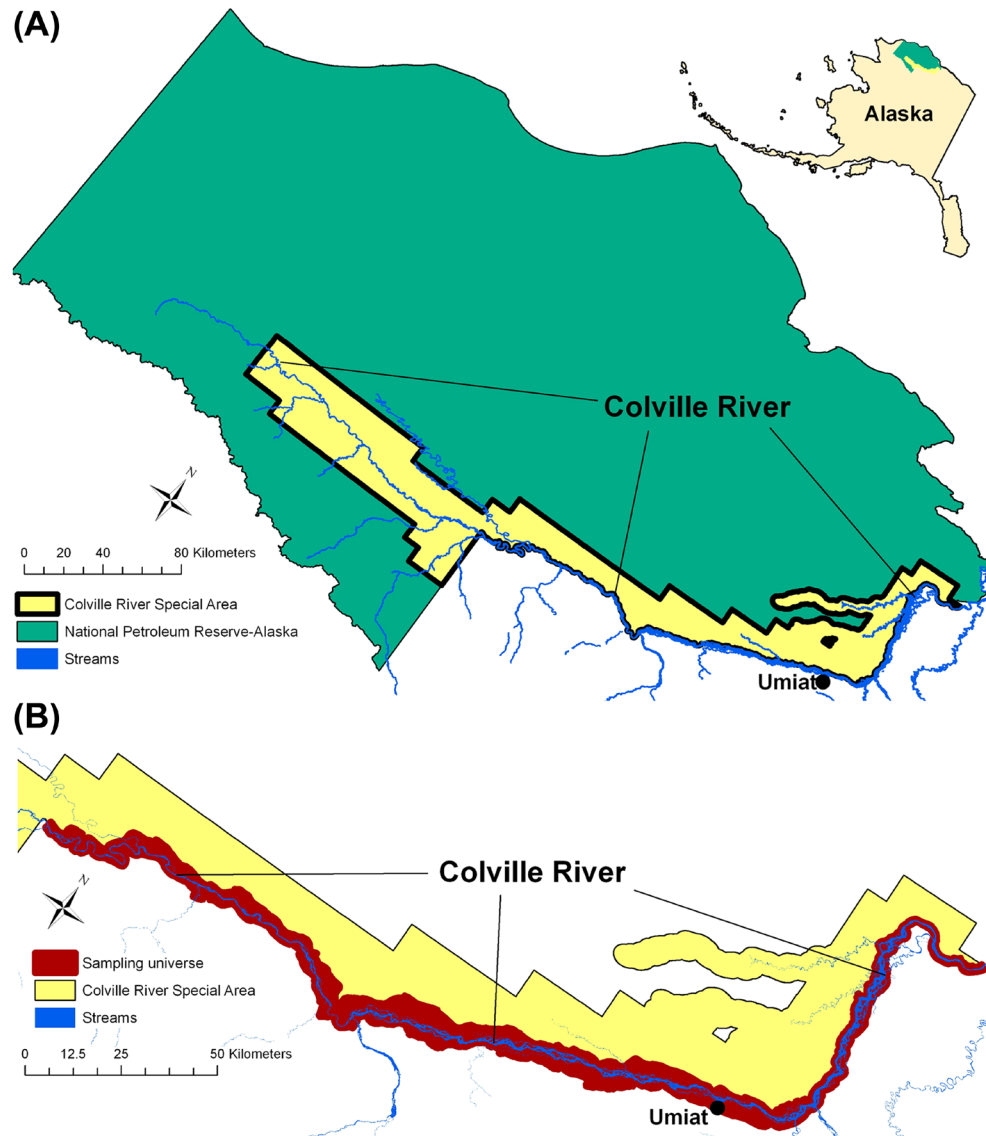 (A)
Alaska
Colville River
N
0 20 40 80 Kilometers
Colville River Special Area
National Petroleum Reserve-Alaska
Streams
Umiat
(B)
Colville River
N
Sampling universe
Colville River Special Area
Streams
0 12.5 25 50 Kilometers
Umiat